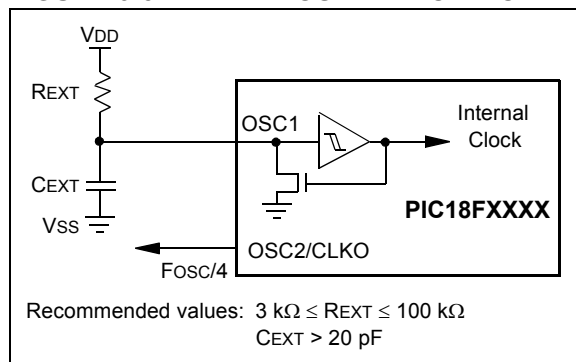 VDD
REXT
OSC1
Internal
Clock
CEXT
PIC18FXXXX
VSS
OSC2/CLKO
FOSC/4
Recommended values: 3 kΩ ≤ REXT ≤ 100 kΩ
CEXT > 20 pF